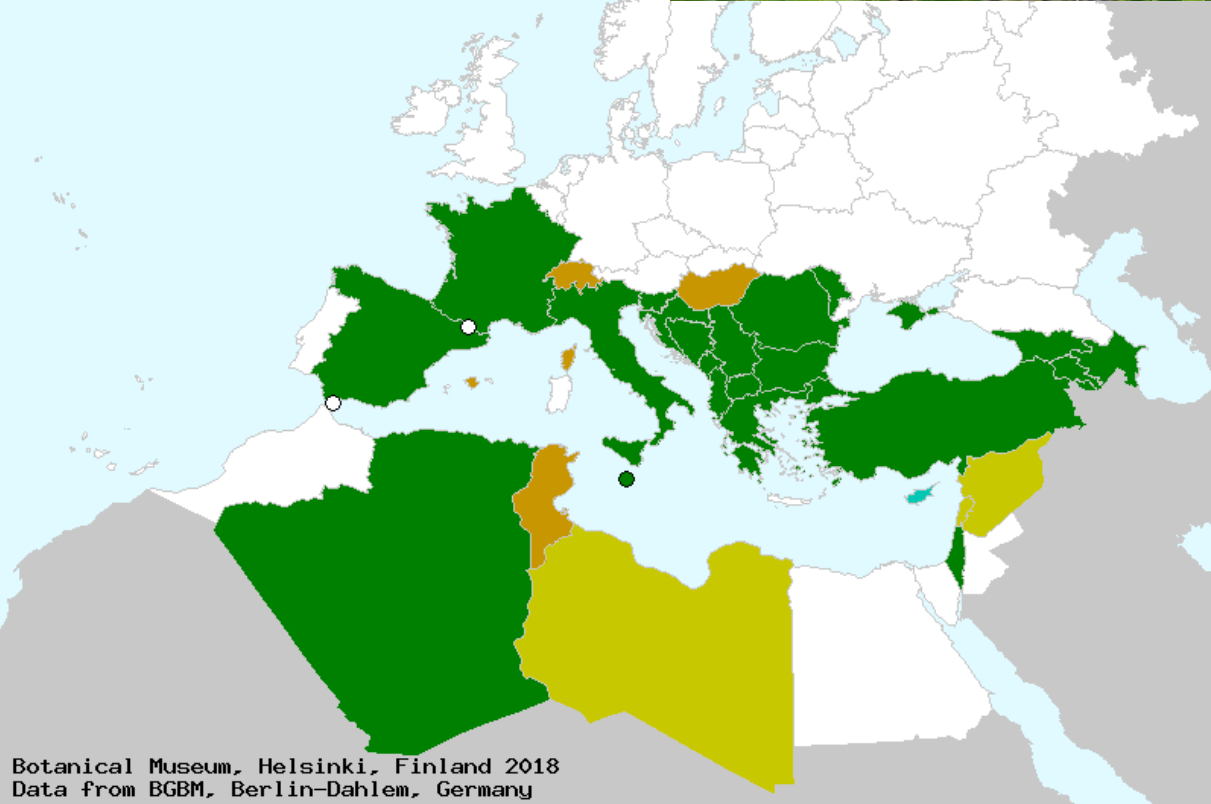 Botanical Museum, Helsinki, Finland 2018
Data from BGBM, Berlin-Dahlem, Germany